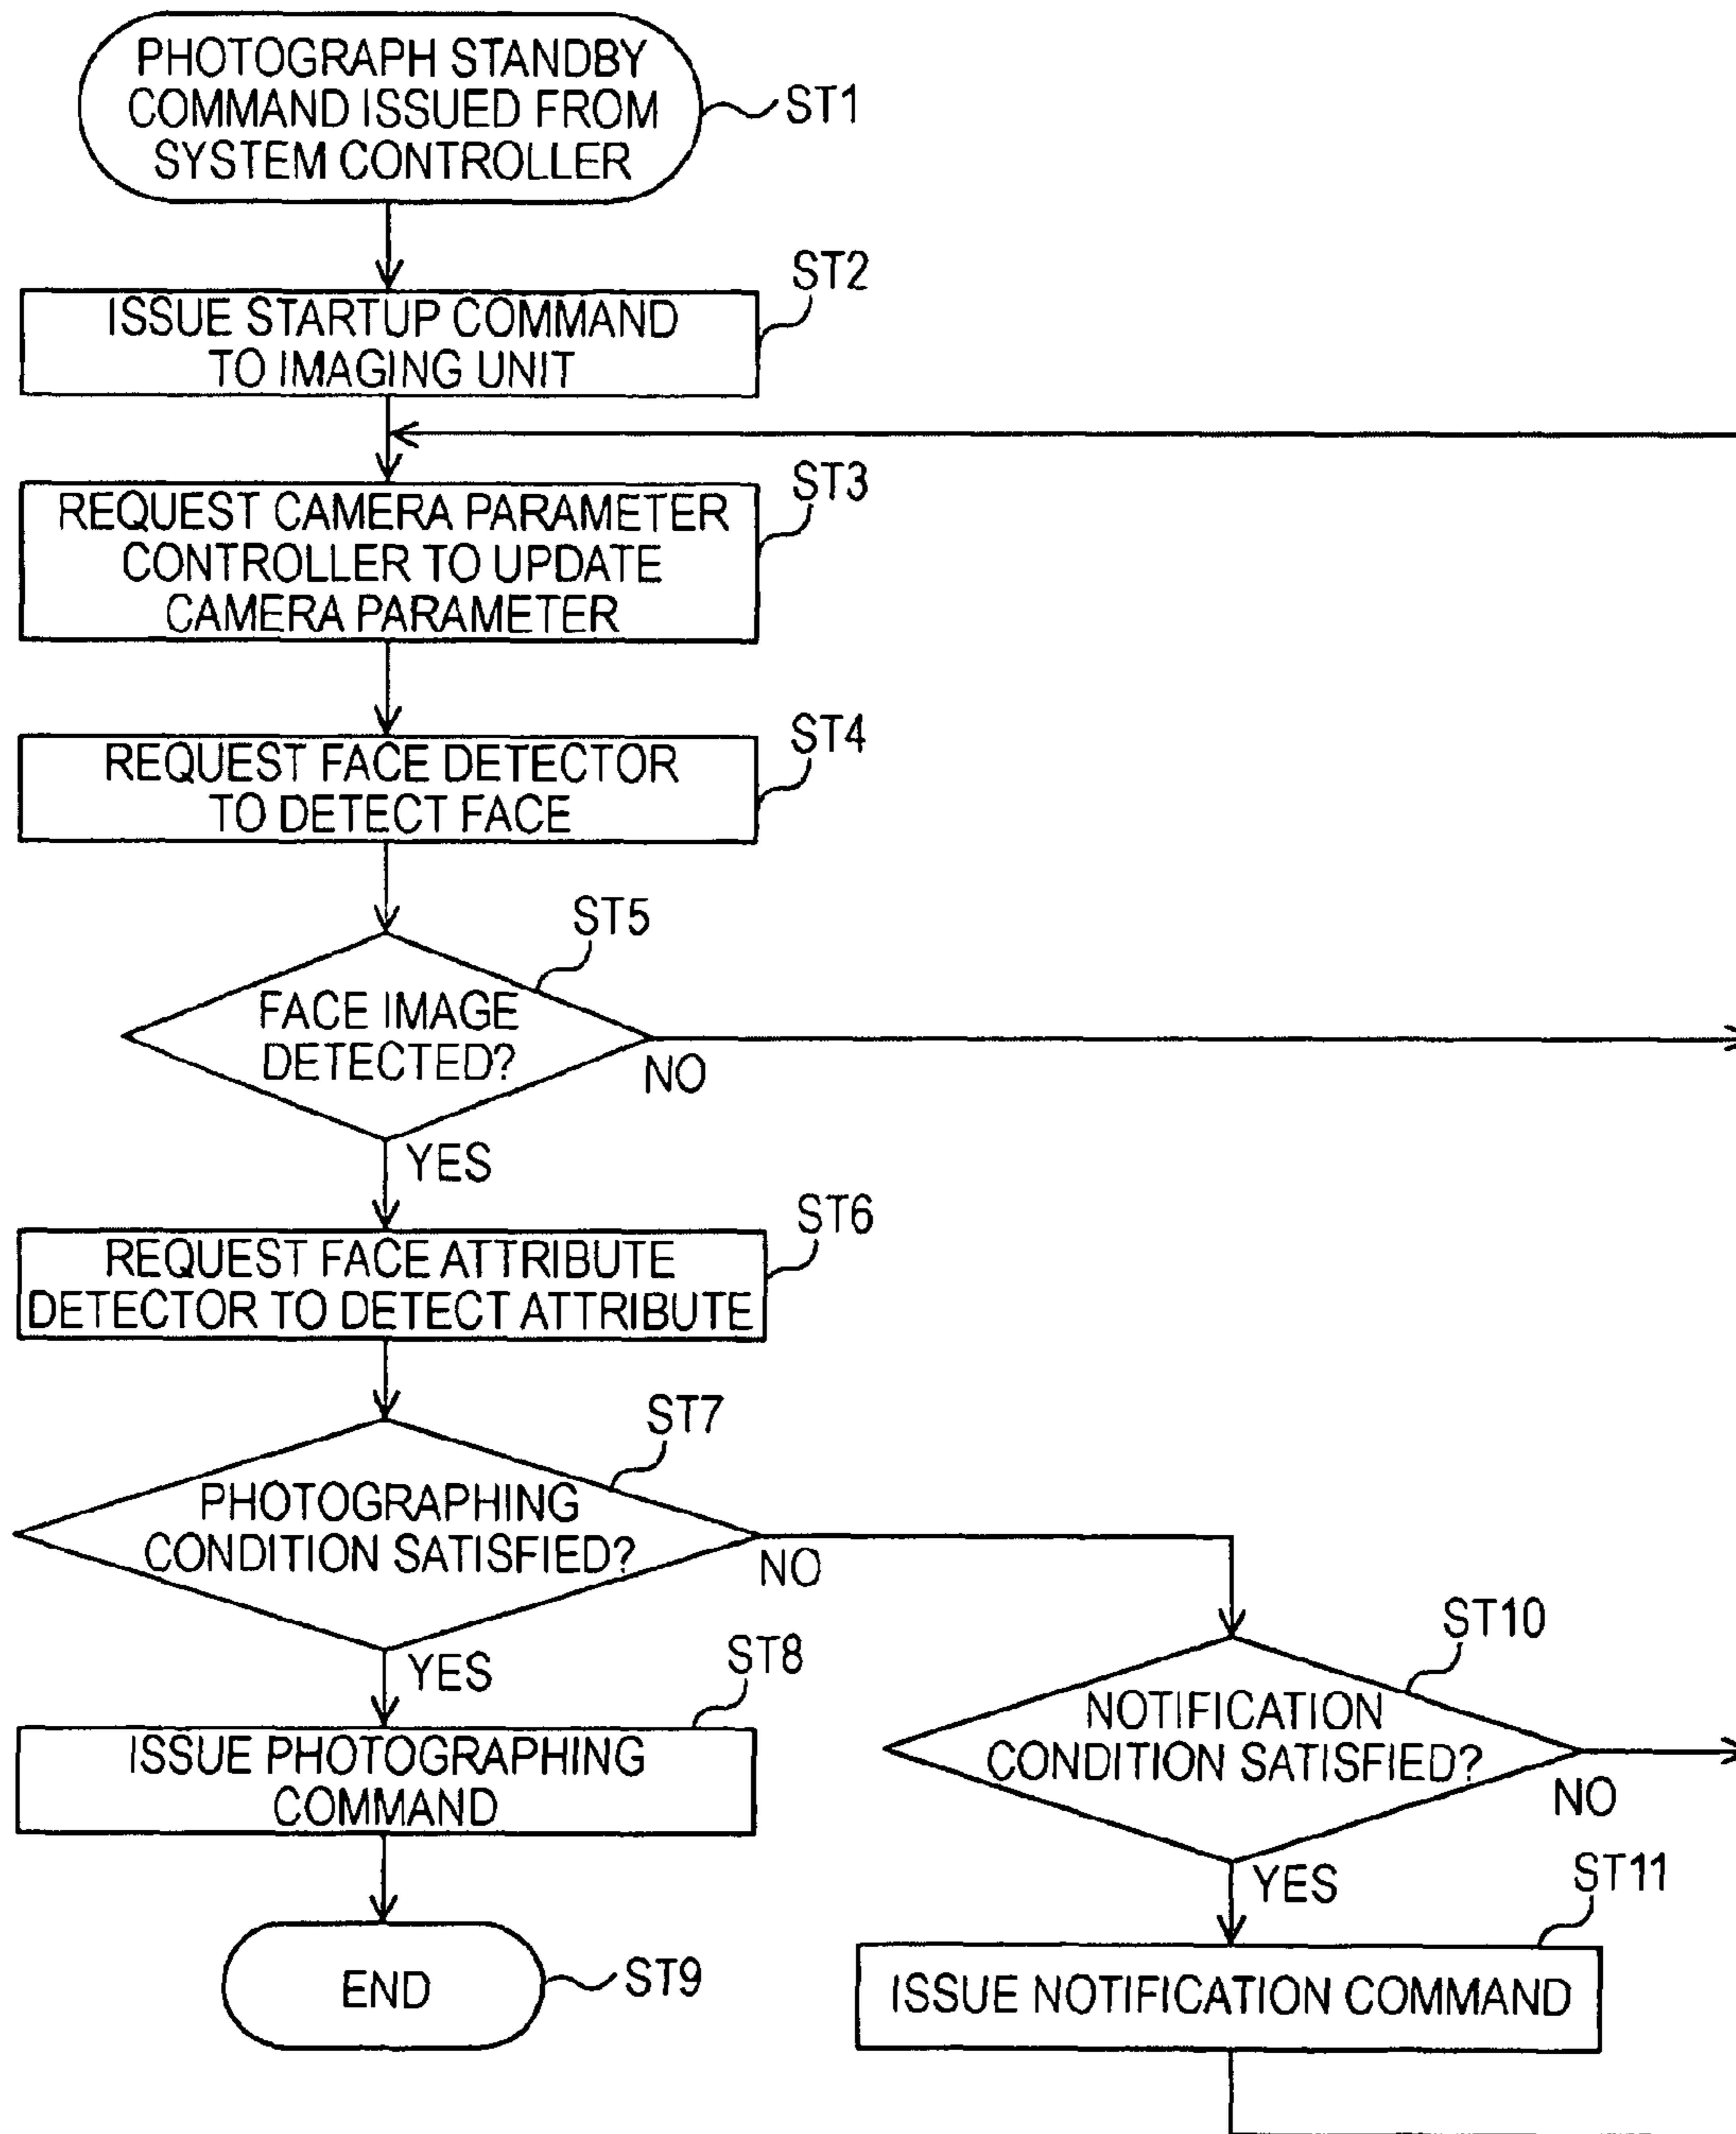 PHOTOGRAPH STANDBY
COMMAND ISSUED FROM
SYSTEM CONTROLLER
ST1
ST2
ISSUE STARTUP COMMAND
TO IMAGING UNIT
ST3
REQUEST CAMERA PARAMETER
CONTROLLER TO UPDATE
CAMERA PARAMETER
ST4
REQUEST FACE DETECTOR
TO DETECT FACE
ST5
FACE IMAGE
DETECTED?
NO
YES
ST6
REQUEST FACE ATTRIBUTE
DETECTOR TO DETECT ATTRIBUTE
ST7
PHOTOGRAPHING
CONDITION SATISFIED?
NO
YES
ST8
ISSUE PHOTOGRAPHING
COMMAND
END
ST9
ST10
NOTIFICATION
CONDITION SATISFIED?
NO
YES
ST11
ISSUE NOTIFICATION COMMAND